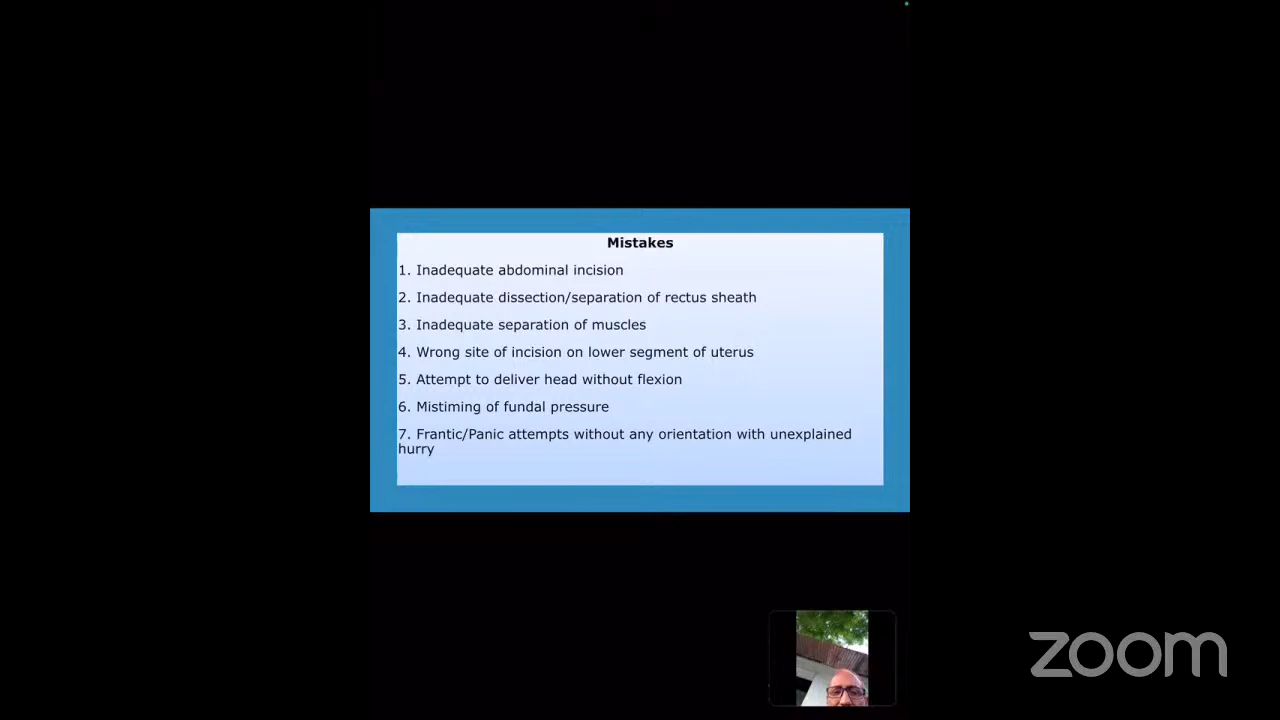 Mistakes
1. Inadequate abdominal incision
2. Inadequate dissection/separation of rectus sheath
3. Inadequate separation of muscles
4. Wrong site of incision on lower segment of uterus
5. Attempt to deliver head without flexion
6. Mistiming of fundal pressure
7. Frantic/Panic attempts without any orientation with unexplained
hurry
zoom